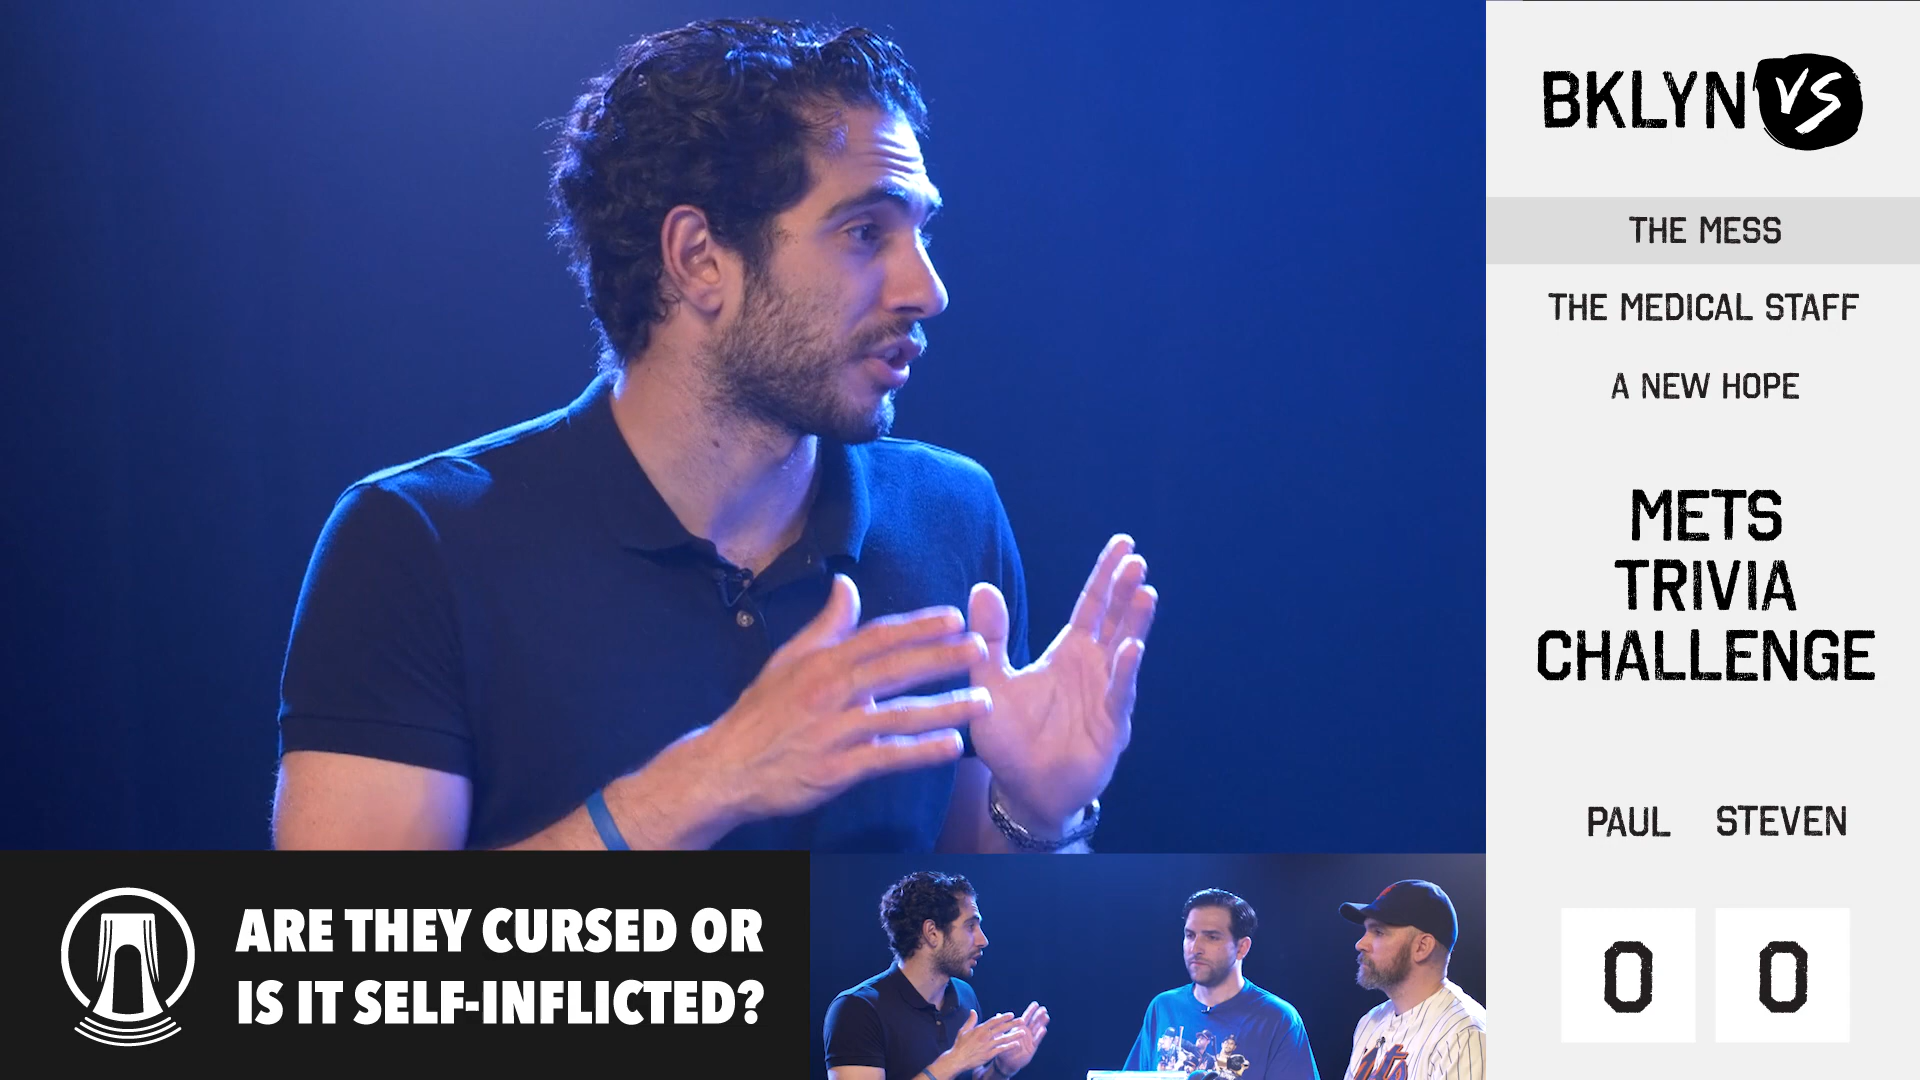 BKLYN VS
THE MESS
THE MEDICAL STAFF
A NEW HOPE
METS
TRIVIA
CHALLENGE
PAUL STEVEN
0 0
ARE THEY CURSED OR
IS IT SELF-INFLICTED?
Mets